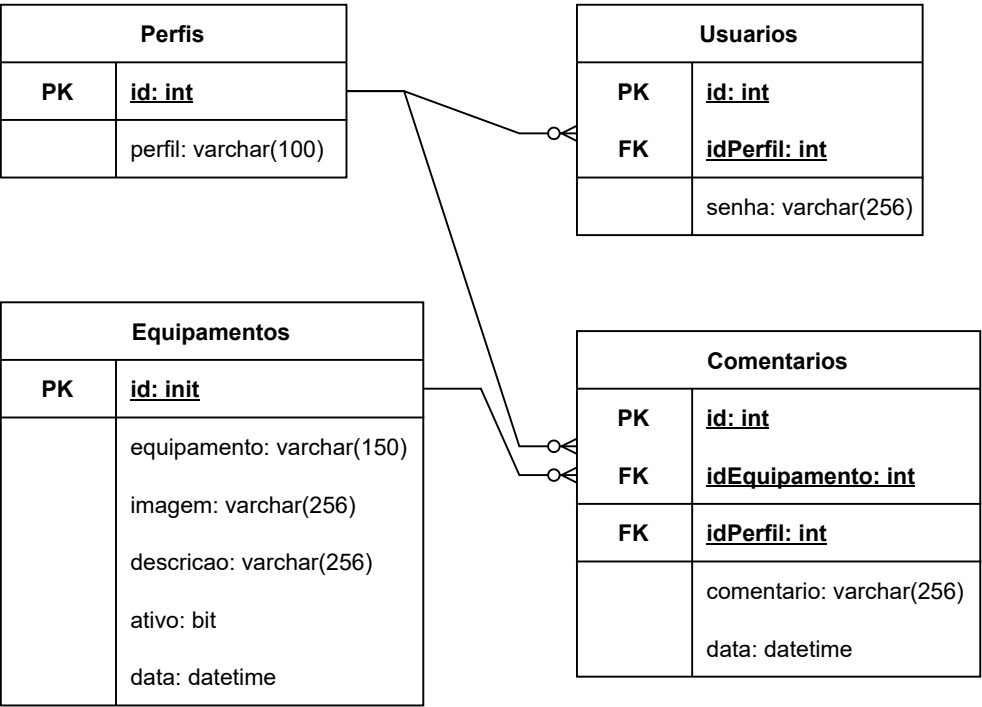 Perfis
PK id: int
perfil: varchar(100)
Usuarios
PK id: int
FK idPerfil: int
senha: varchar(256)
Equipamentos
PK id: init
equipamento: varchar(150)
imagem: varchar(256)
descricao: varchar(256)
ativo: bit
data: datetime
Comentarios
PK id: int
FK idEquipamento: int
FK idPerfil: int
comentario: varchar(256)
data: datetime